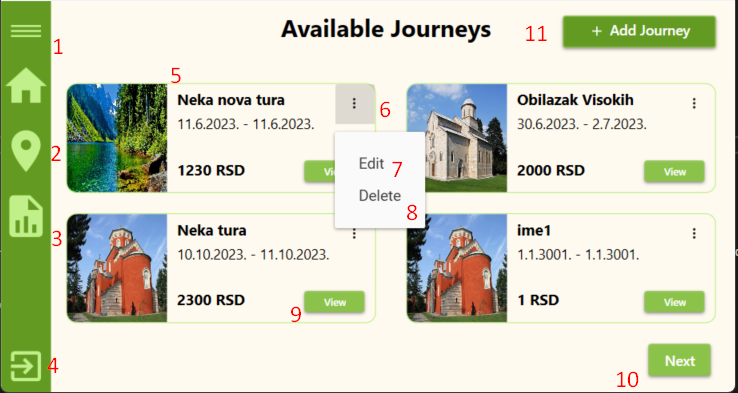 Available Journeys
11
+ Add Journey
1
5
Neka nova tura
11.6.2023. - 11.6.2023.
6
1230 RSD
Obilazak Visokih
30.6.2023. - 2.7.2023.
2000 RSD
View
Edit
7
Delete
8
2
3
Neka tura
10.10.2023. - 11.10.2023.
2300 RSD
9
View
ime1
1.1.3001. - 1.1.3001.
1 RSD
View
4
10
Next